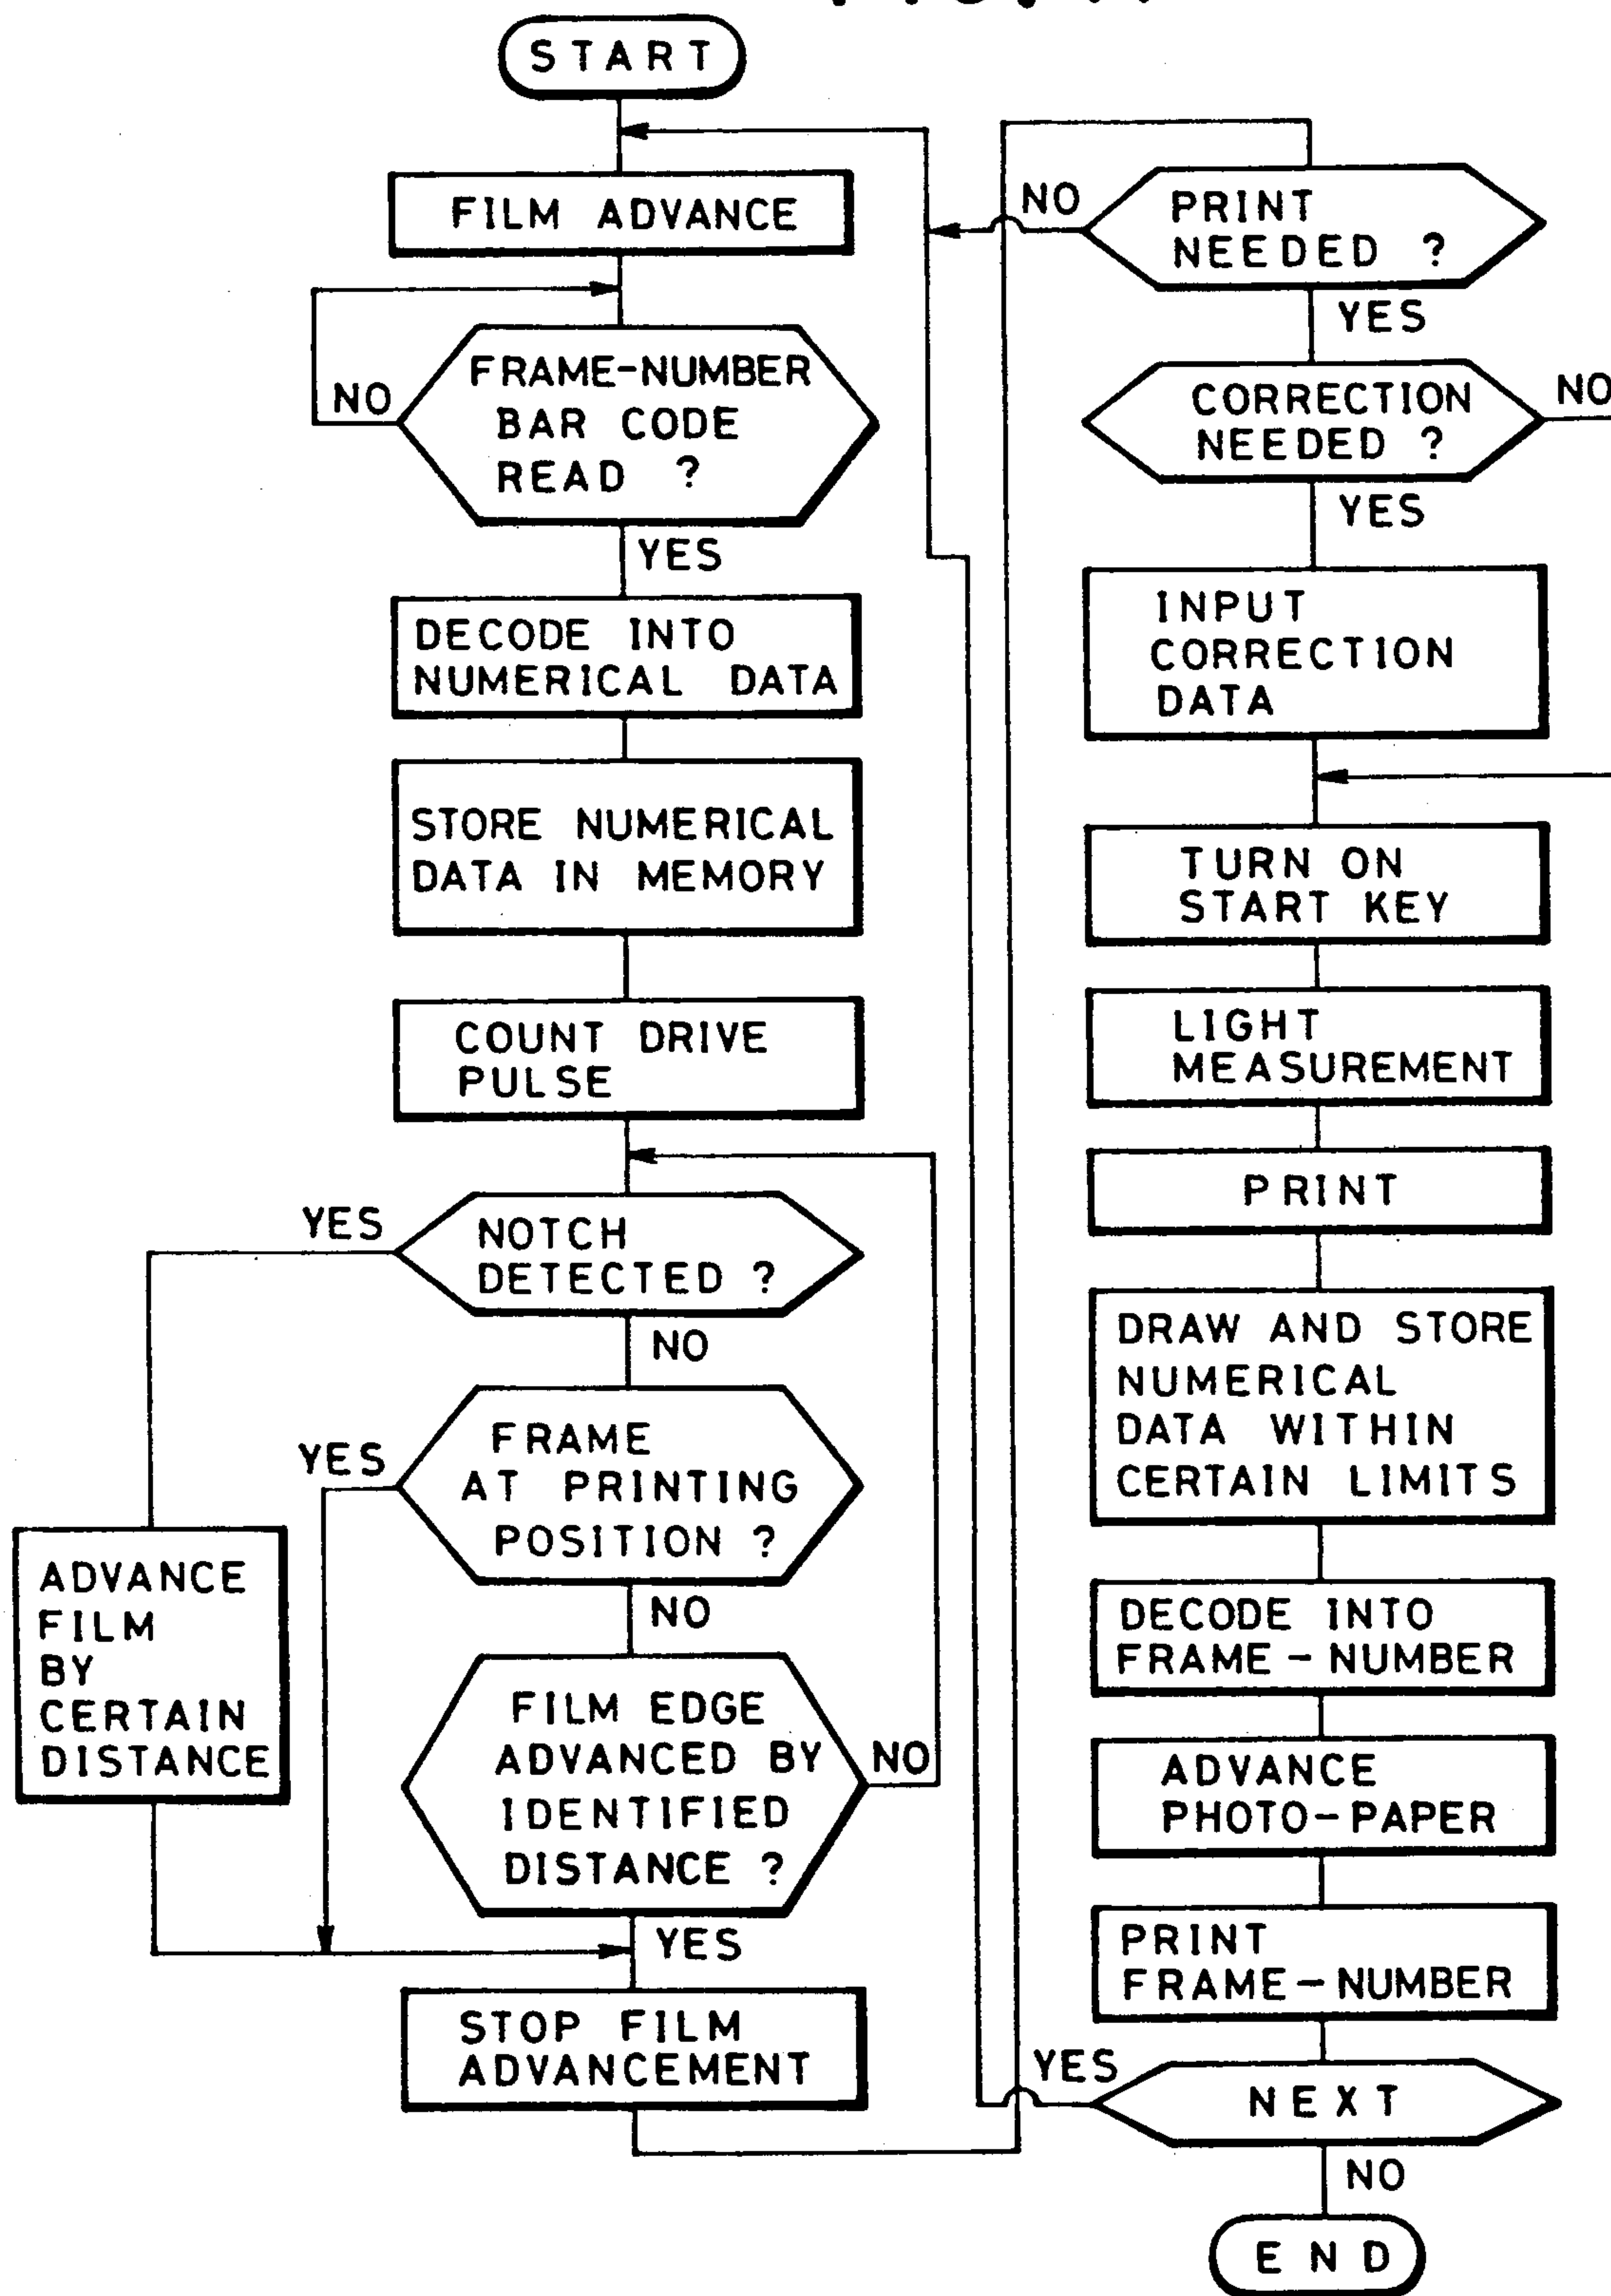 START
FILM ADVANCE
FRAME-NUMBER
BAR CODE
READ ?
NO
YES
DECODE INTO
NUMERICAL DATA
STORE NUMERICAL
DATA IN MEMORY
COUNT DRIVE
PULSE
NOTCH
DETECTED ?
YES
NO
FRAME
AT PRINTING
POSITION ?
YES
NO
ADVANCE
FILM
BY
CERTAIN
DISTANCE
FILM EDGE
ADVANCED BY
IDENTIFIED
DISTANCE ?
NO
YES
STOP FILM
ADVANCEMENT
PRINT
NEEDED ?
NO
YES
CORRECTION
NEEDED ?
NO
YES
INPUT
CORRECTION
DATA
TURN ON
START KEY
LIGHT
MEASUREMENT
PRINT
DRAW AND STORE
NUMERICAL
DATA WITHIN
CERTAIN LIMITS
DECODE INTO
FRAME-NUMBER
ADVANCE
PHOTO-PAPER
PRINT
FRAME-NUMBER
NEXT
YES
NO
END